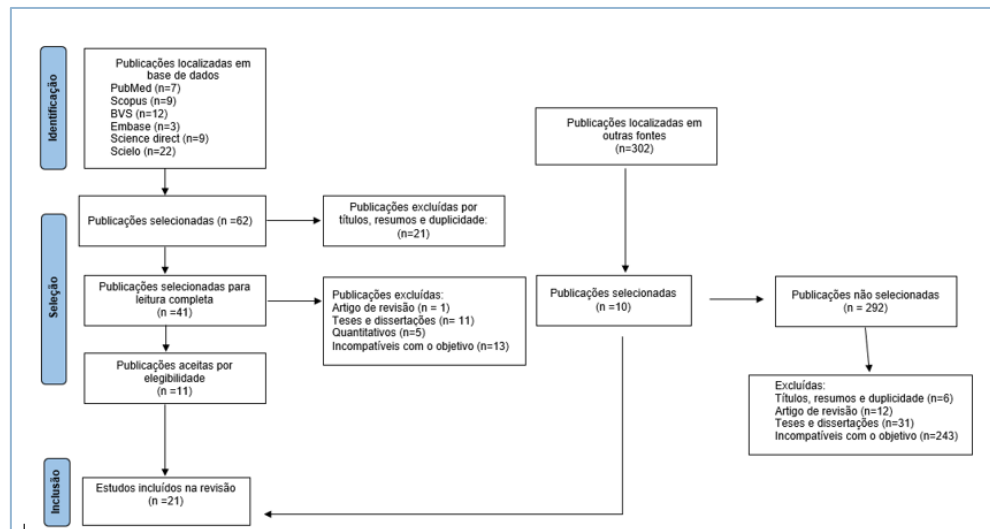 Identificação
Publicações localizadas em
base de dados
PubMed (n=7)
Scopus (n=9)
BVS (n=12)
Embase (n=3)
Science direct (n=9)
Scielo (n=22)
Publicações localizadas em
outras fontes
(n=302)
Seleção
Publicações selecionadas (n =62)
Publicações excluídas por
títulos, resumos e duplicidade:
(n=21)
Publicações selecionadas para
leitura completa
(n =41)
Publicações excluídas:
Artigo de revisão (n = 1)
Teses e dissertações (n= 11)
Quantitativos (n=5)
Incompatíveis com o objetivo (n=13)
Publicações selecionadas
(n =10)
Publicações não selecionadas
(n = 292)
Publicações aceitas por
elegibilidade
(n =11)
Excluídas:
Títulos, resumos e duplicidade (n=6)
Artigo de revisão (n=12)
Teses e dissertações (n=31)
Incompatíveis com o objetivo (n=243)
Inclusão
Estudos incluídos na revisão
(n =21)